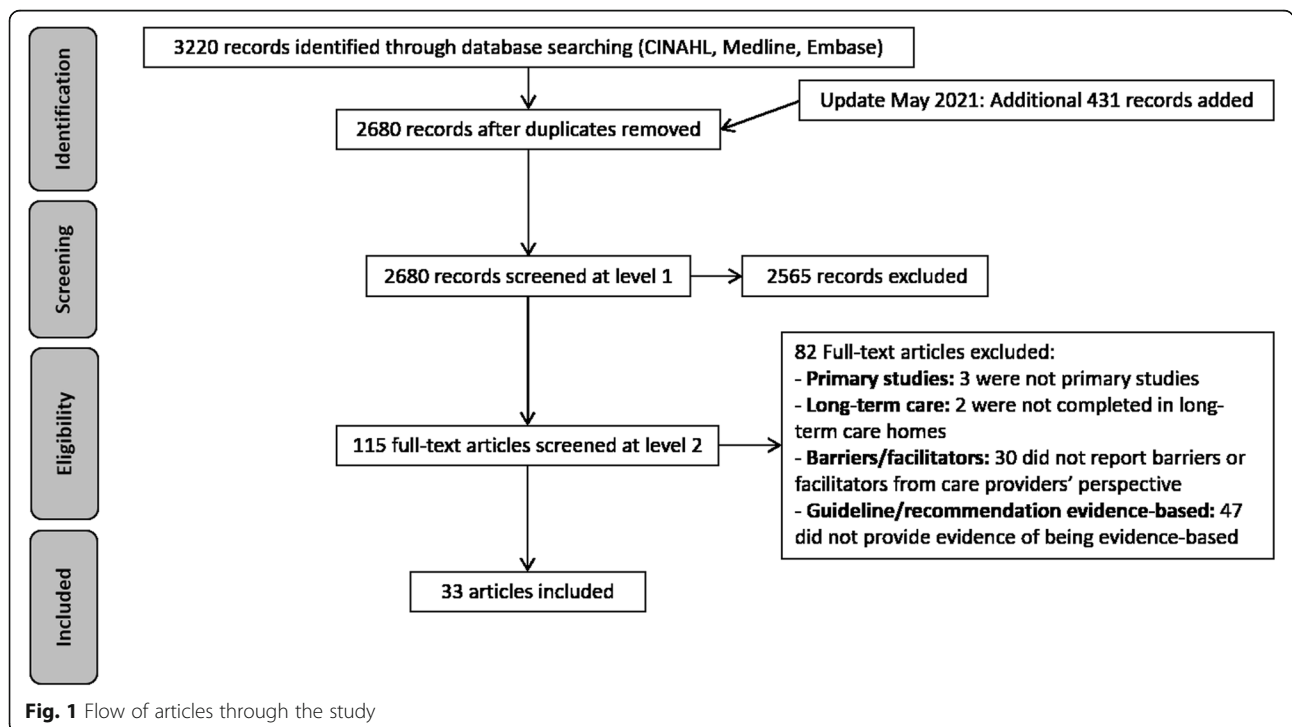 Identification
3220 records identified through database searching (CINAHL, Medline, Embase)
Update May 2021: Additional 431 records added
2680 records after duplicates removed
Screening
2680 records screened at level 1
2565 records excluded
Eligibility
115 full-text articles screened at level 2
82 Full-text articles excluded:
- Primary studies: 3 were not primary studies
- Long-term care: 2 were not completed in long-
term care homes
- Barriers/facilitators: 30 did not report barriers or
facilitators from care providers’ perspective
- Guideline/recommendation evidence-based: 47
did not provide evidence of being evidence-based
Included
33 articles included
Fig. 1 Flow of articles through the study